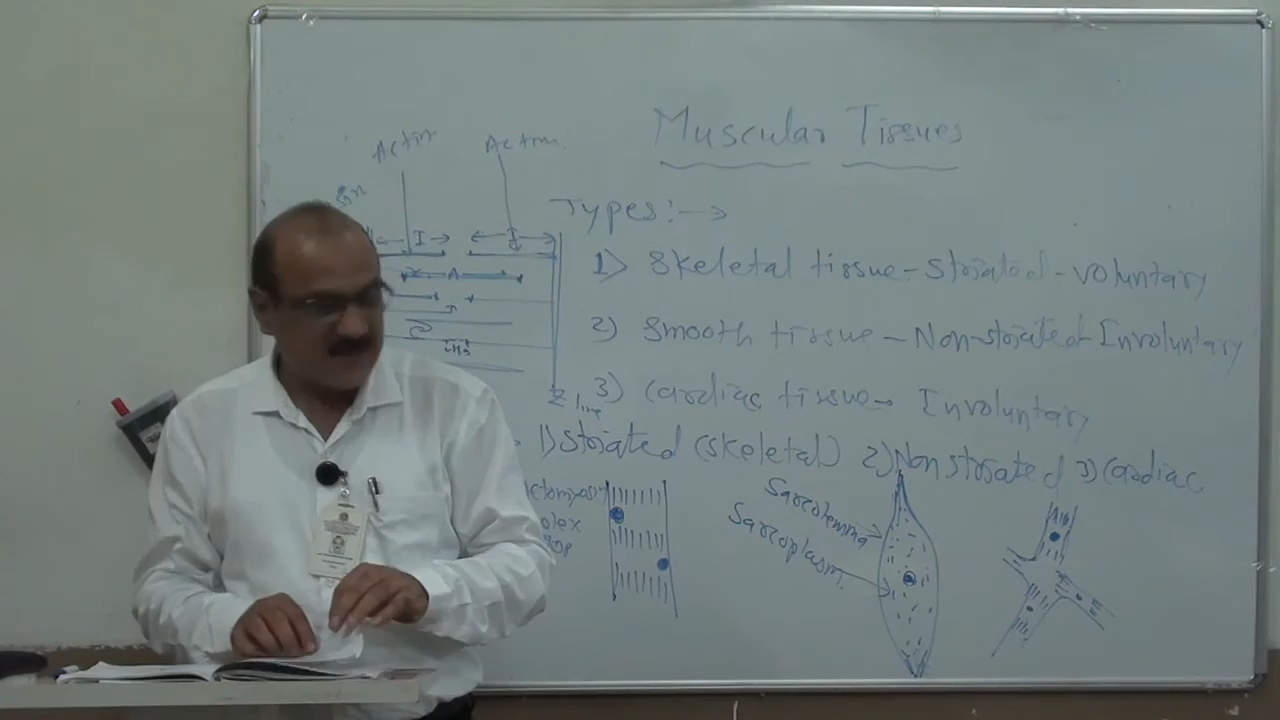 Muscular Tissues
Actin
Actin
Types:→
I
I
A
1) Skeletal tissue - Striated - Voluntary
2) Smooth tissue - Non-striated Involuntary
3) Cardiac tissue - Involuntary
Z line
1) Striated (Skeletal) 2) Non Striated 3) Cardiac
Sarcolemma
Sarcoplasm